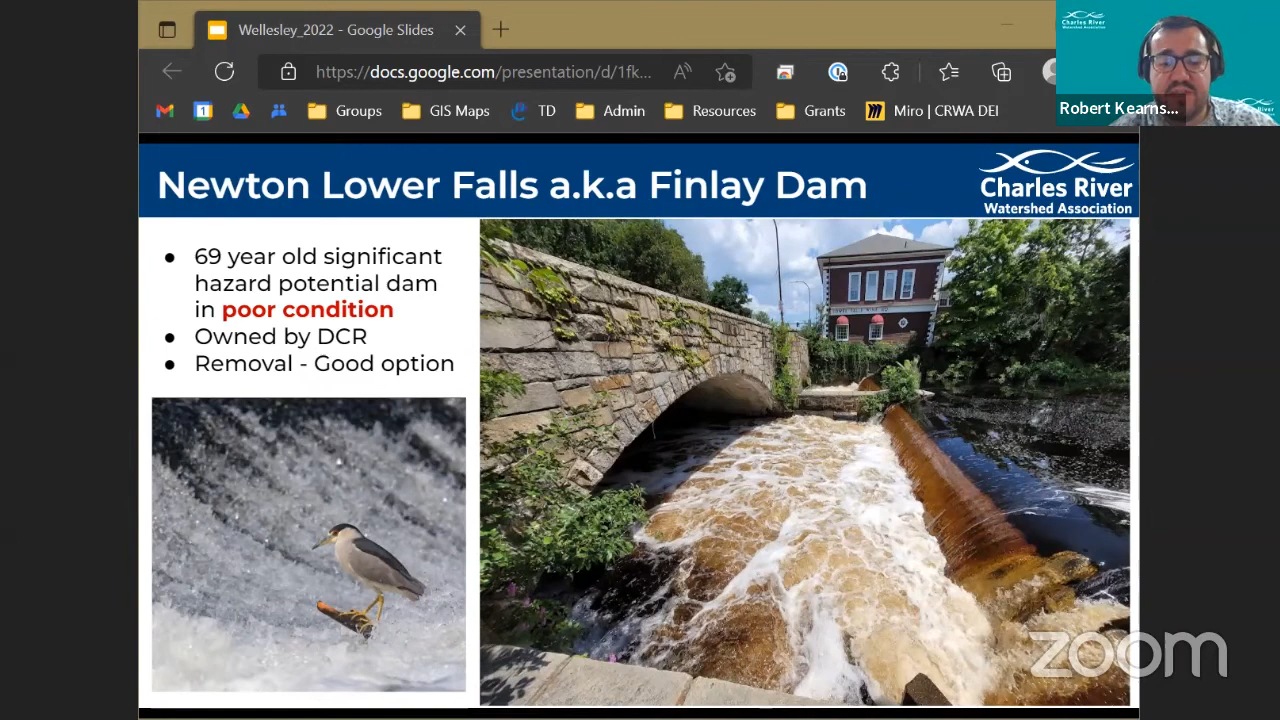 Wellesley_2022 - Google Slides
https://docs.google.com/presentation/d/1fk...
1
Groups
GIS Maps
TD
Admin
Resources
Grants
Miro | CRWA DEI
Charles River
Watershed Association
Robert Kearns...
Newton Lower Falls a.k.a Finlay Dam
Charles River
Watershed Association
● 69 year old significant
hazard potential dam
in poor condition
● Owned by DCR
● Removal - Good option
zoom